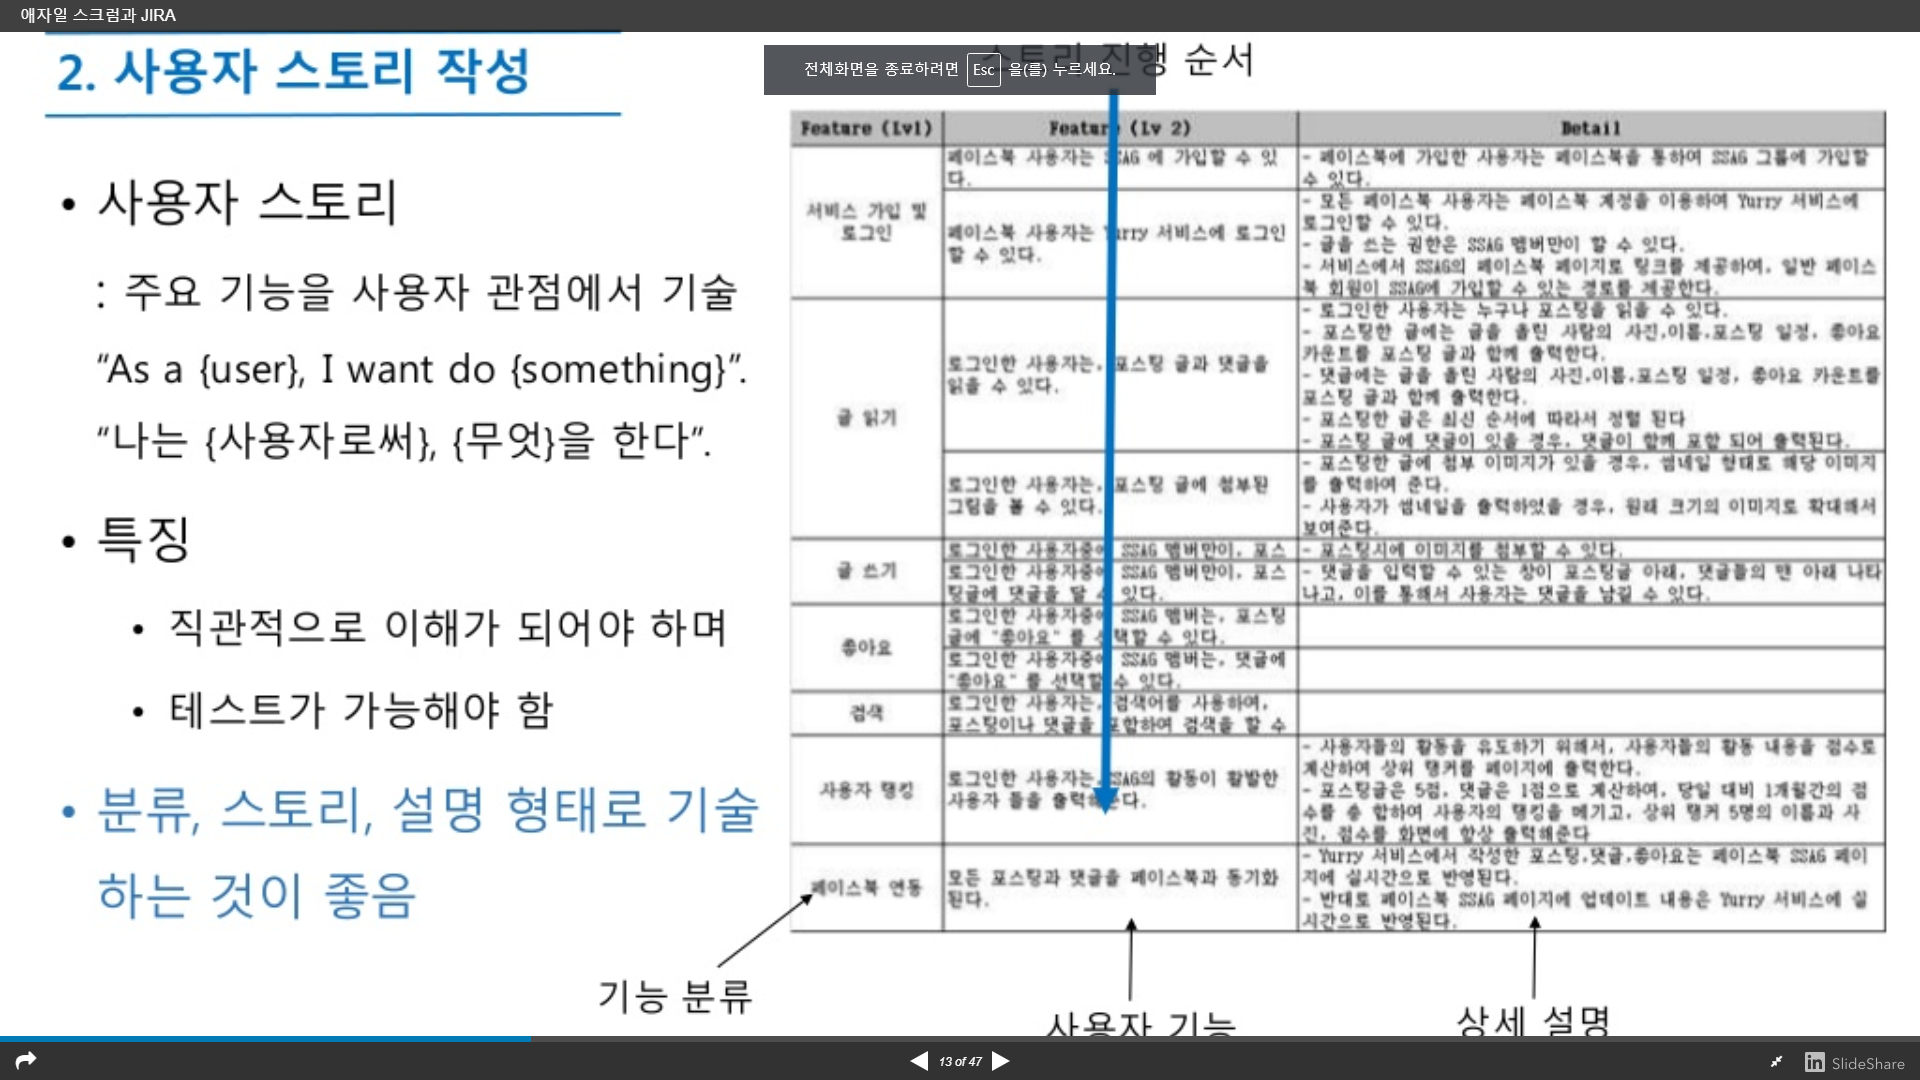 애자일 스크럼과 JIRA
2. 사용자 스토리 작성
• 사용자 스토리
: 주요 기능을 사용자 관점에서 기술
“As a {user}, I want do {something}”.
“나는 {사용자로써}, {무엇}을 한다”.
• 특징
• 직관적으로 이해가 되어야 하며
• 테스트가 가능해야 함
• 분류, 스토리, 설명 형태로 기술
하는 것이 좋음
스토리 진행 순서
전체화면을 종료하려면 Esc 을(를) 누르세요.
Feature (Lv1)
Feature (Lv 2)
Detail
서비스 가입 및
로그인
페이스북 사용자는 SSAG 에 가입할 수 있
다.
- 페이스북에 가입한 사용자는 페이스북을 통하여 SSAG 그룹에 가입할
수 있다.
페이스북 사용자는 Yurry 서비스에 로그인
할 수 있다.
- 모든 페이스북 사용자는 페이스북 계정을 이용하여 Yurry 서비스에
로그인할 수 있다.
- 글을 쓰는 권한은 SSAG 멤버만이 할 수 있다.
- 서비스에서 SSAG의 페이스북 페이지로 링크를 제공하여, 일반 페이스
북 회원이 SSAG에 가입할 수 있는 경로를 제공한다.
글 읽기
로그인한 사용자는, 포스팅 글과 댓글을
읽을 수 있다.
- 로그인한 사용자는 누구나 포스팅을 읽을 수 있다.
- 포스팅한 글에는 글을 올린 사람의 사진,이름,포스팅 일정, 좋아요
카운트를 포스팅 글과 함께 출력한다.
- 댓글에는 글을 올린 사람의 사진,이름,포스팅 일정, 좋아요 카운트를
포스팅 글과 함께 출력한다.
- 포스팅한 글은 최신 순서에 따라서 정렬 된다
- 포스팅 글에 댓글이 있을 경우, 댓글이 함께 포함 되어 출력된다.
로그인한 사용자는, 포스팅 글에 첨부된
그림을 볼 수 있다.
- 포스팅한 글에 첨부 이미지가 있을 경우, 썸네일 형태로 해당 이미지
를 출력하여 준다.
- 사용자가 썸네일을 출력하엿을 경우, 원래 크기의 이미지로 확대해서
보여준다.
글 쓰기
로그인한 사용자중에 SSAG 멤버만이, 포스
- 포스팅시에 이미지를 첨부할 수 있다.
로그인한 사용자중에 SSAG 멤버만이, 포스
팅글에 댓글을 달 수 있다.
- 댓글을 입력할 수 있는 창이 포스팅글 아래, 댓글들의 맨 아래 나타
나고, 이를 통해서 사용자는 댓글을 남길 수 있다.
좋아요
로그인한 사용자중에 SSAG 멤버는, 포스팅
글에 "좋아요" 를 선택할 수 있다.
로그인한 사용자중에 SSAG 멤버는, 댓글에
"좋아요" 를 선택할 수 있다.
검색
로그인한 사용자는, 검색어를 사용하여,
포스팅이나 댓글을 포함하여 검색을 할 수
사용자 랭킹
로그인한 사용자는, SSAG의 활동이 활발한
사용자 들을 출력해준다.
- 사용자들의 활동을 유도하기 위해서, 사용자들의 활동 내용을 점수로
계산하여 상위 랭커를 페이지에 출력한다.
- 포스팅글은 5점, 댓글은 1점으로 계산하여, 당일 대비 1개월간의 점
수를 총 합하여 사용자의 랭킹을 메기고, 상위 랭커 5명의 이름과 사
진, 점수를 화면에 항상 출력해준다
페이스북 연동
모든 포스팅과 댓글을 페이스북과 동기화
된다.
- Yurry 서비스에서 작성한 포스팅,댓글,좋아요는 페이스북 SSAG 페이
지에 실시간으로 반영된다.
- 반대로 페이스북 SSAG 페이지에 업데이트 내용은 Yurry 서비스에 실
시간으로 반영된다.
기능 분류
사용자 기능
상세 설명
13 of 47
in SlideShare